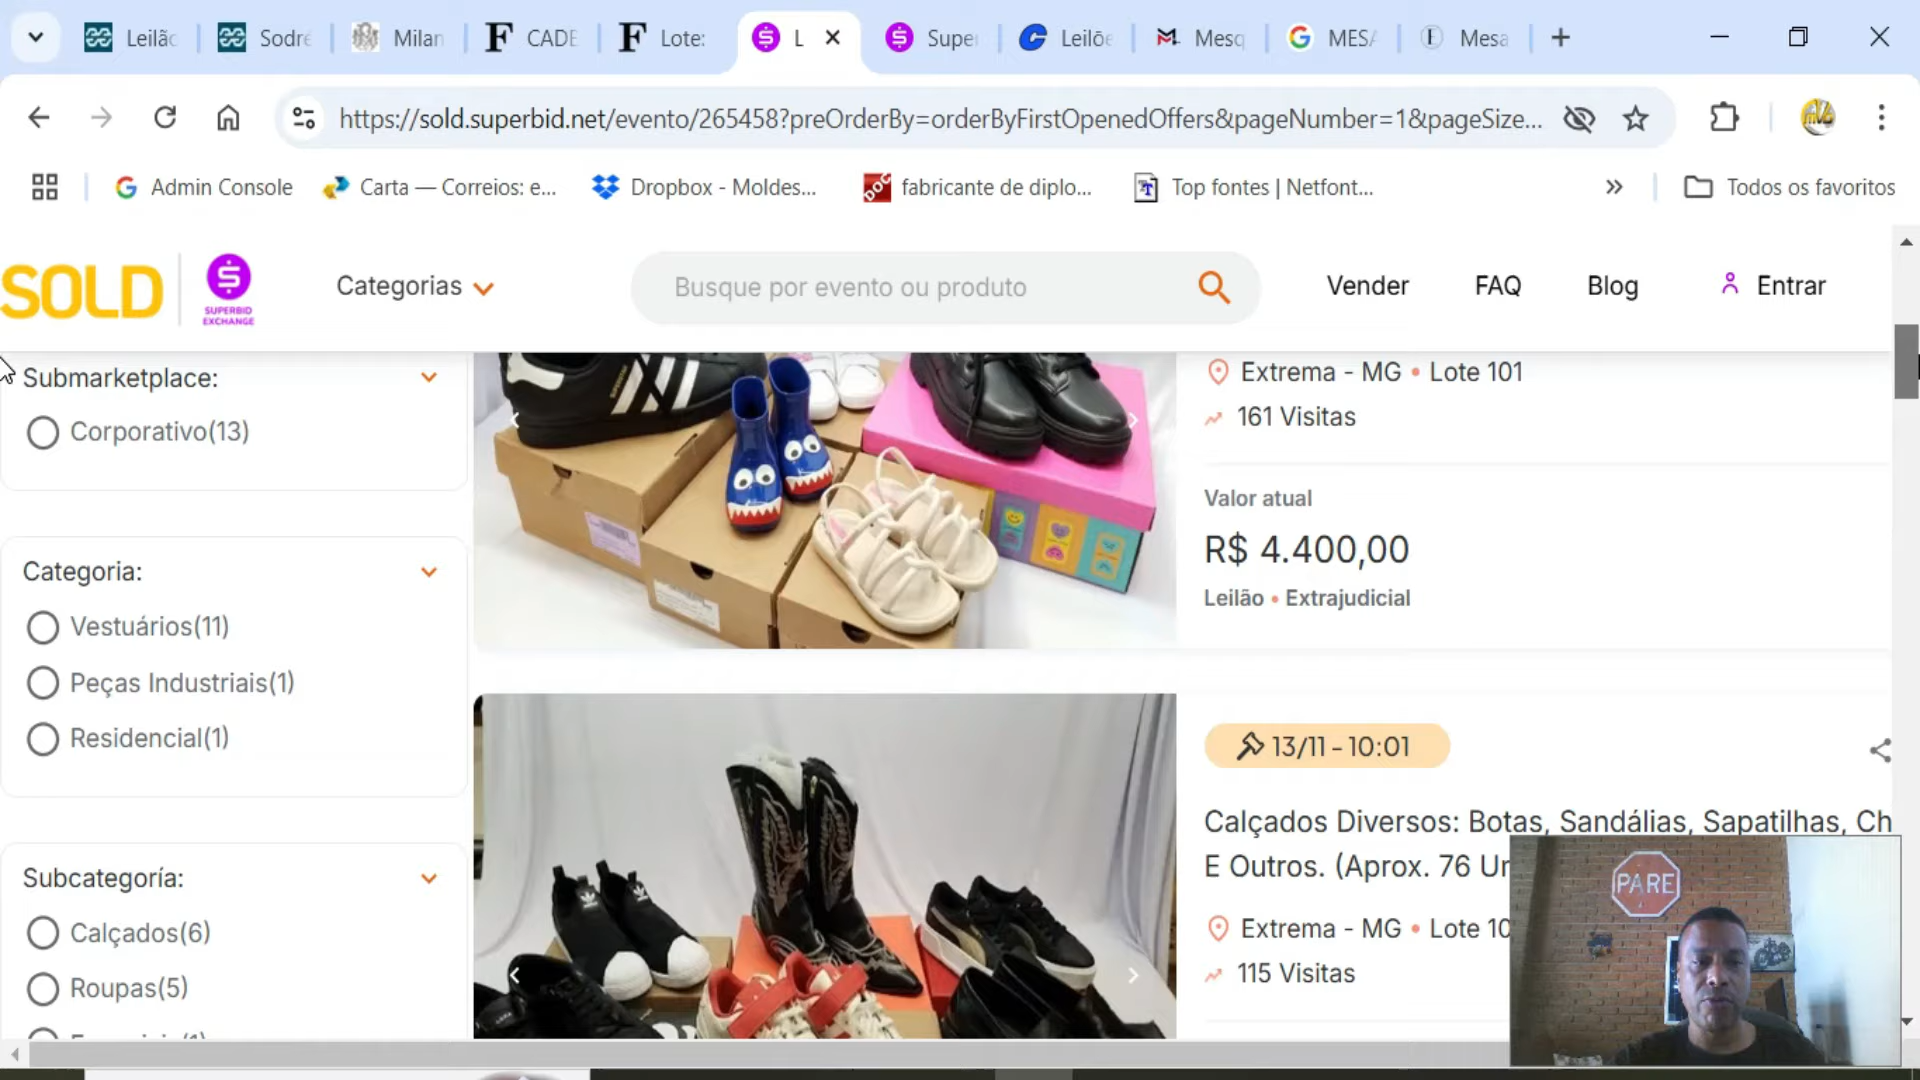 Leilão
Sodré
Milan
CADE
Lote:
L
Super
Leilõe
Mesq
MESA
Mesa
https://sold.superbid.net/evento/265458?preOrderBy=orderByFirstOpenedOffers&pageNumber=1&pageSize...
Admin Console
Carta — Correios: e...
Dropbox - Moldes...
DOC
fabricante de diplo...
Top fontes | Netfont...
Todos os favoritos
SOLD
SUPERBID
EXCHANGE
Categorias
Busque por evento ou produto
Vender
FAQ
Blog
Entrar
Submarketplace:
Corporativo(13)
Categoria:
Vestuários(11)
Peças Industriais(1)
Residencial(1)
Subcategoría:
Calçados(6)
Roupas(5)
Extrema - MG • Lote 101
161 Visitas
Valor atual
R$ 4.400,00
Leilão • Extrajudicial
13/11 - 10:01
Calçados Diversos: Botas, Sandálias, Sapatilhas, Ch
E Outros. (Aprox. 76 Un
Extrema - MG • Lote 10
115 Visitas
PARE